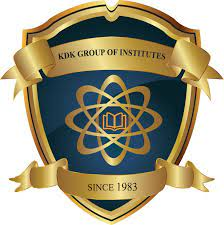 KDK GROUP OF INSTITUTES
SINCE 1983